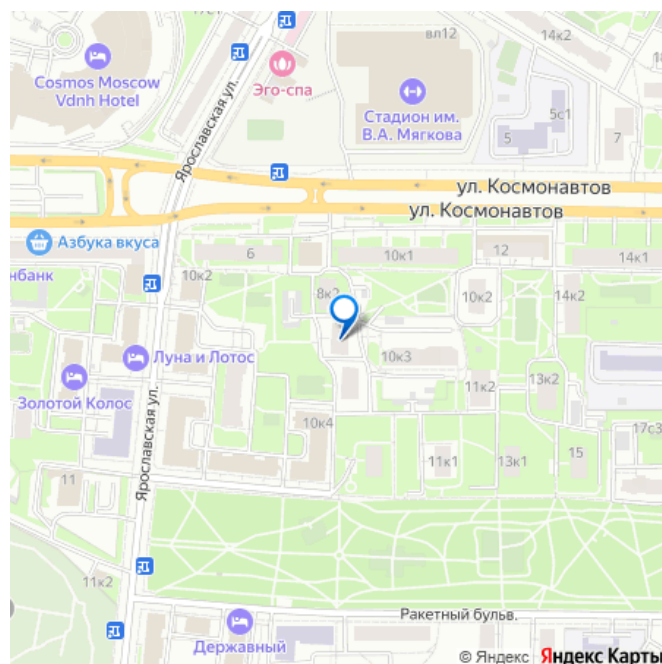 17с1
вл12
14к2
Cosmos Moscow
Vdnh Hotel
Эго-спа
Стадион им.
В.А. Мягкова
5с1
5
7
Ярославская ул.
ул. Космонавтов
ул. Космонавтов
Азбука вкуса
6
10к1
12
14к1
нбанк
10к2
8к2
10к2
14к2
Луна и Лотос
10к3
Золотой Колос
11к2
13к2
Ярославская ул.
10к4
17с3
11
11к1
13к1
15
11к2
Ракетный бульв.
Державный
© Яндекс Яндекс Карты